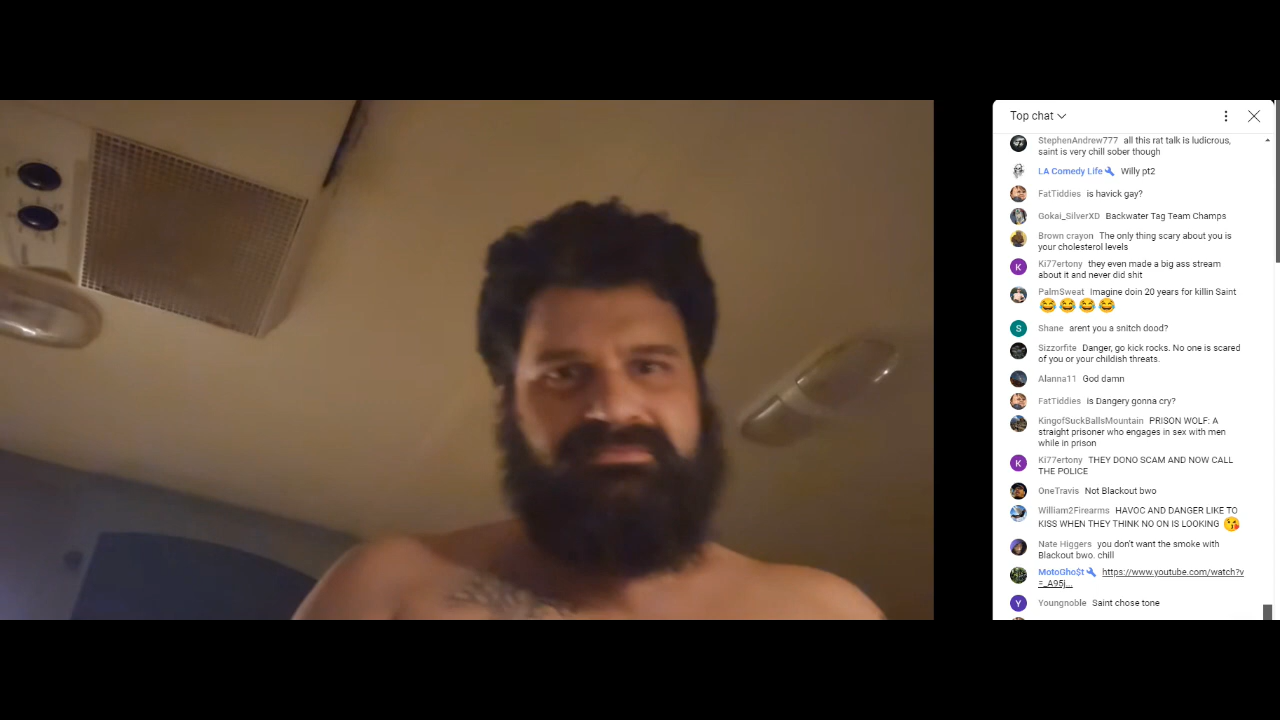 Top chat
StephenAndrew777 all this rat talk is ludicrous,
saint is very chill sober though
LA Comedy Life Willy pt2
FatTiddies is havick gay?
Gokai_SilverXD Backwater Tag Team Champs
Brown crayon The only thing scary about you is
your cholesterol levels
K
Ki77ertony they even made a big ass stream
about it and never did shit
PalmSweat Imagine doin 20 years for killin Saint
😂😂😂😂
S
Shane arent you a snitch dood?
Sizzorfite Danger, go kick rocks. No one is scared
of you or your childish threats.
Alanna11 God damn
FatTiddies is Dangery gonna cry?
KingofSuckBallsMountain PRISON WOLF: A
straight prisoner who engages in sex with men
while in prison
K
Ki77ertony THEY DONO SCAM AND NOW CALL
THE POLICE
OneTravis Not Blackout bwo
William2Firearms HAVOC AND DANGER LIKE TO
KISS WHEN THEY THINK NO ON IS LOOKING 😘
Nate Higgers you don't want the smoke with
Blackout bwo. chill
MotoGho$t https://www.youtube.com/watch?v
=_A95j...
Y
Youngnoble Saint chose tone